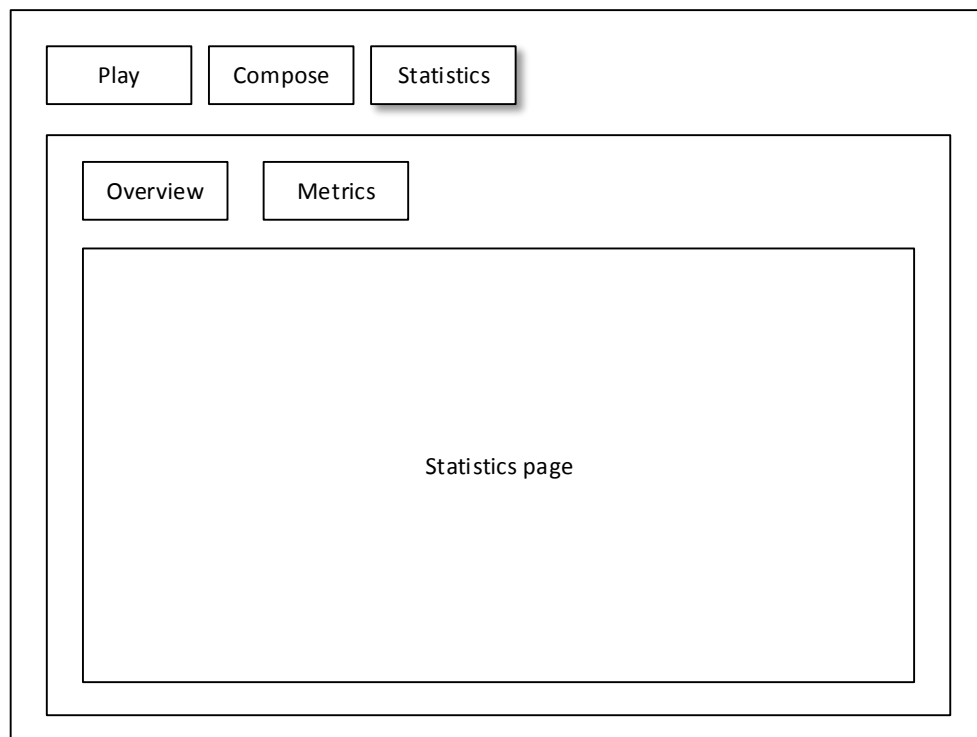 Play
Compose
Statistics
Overview
Metrics
Statistics page